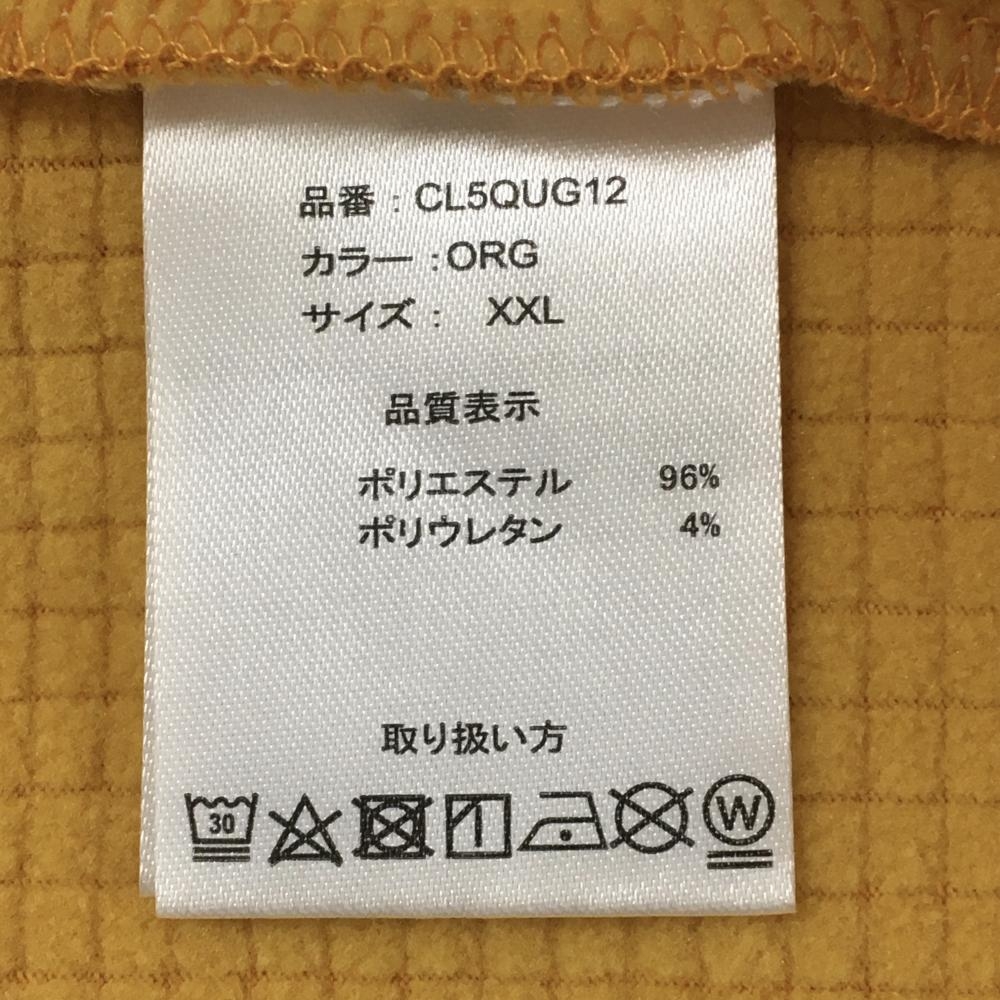 品番 : CL5QUG12
カラー :ORG
サイズ : XXL
品質表示
ポリエステル 96%
ポリウレタン 4%
取り扱い方
30 W